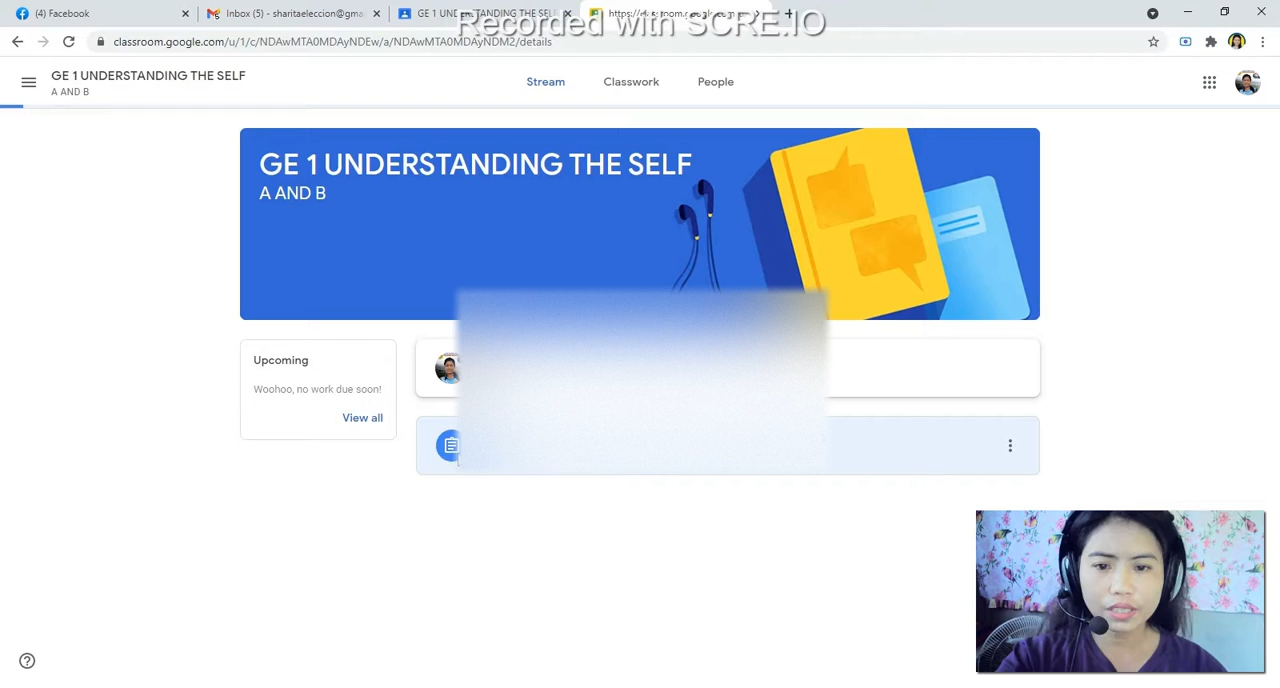 (4) Facebook
Inbox (5) - sharitaeleccion@gma
GE 1 UNDERSTANDING THE SELF
Recorded with SCRE.IO
classroom.google.com/u/1/c/NDAwMTA0MDAyNDEw/a/NDAwMTA0MDAyNDM2/details
GE 1 UNDERSTANDING THE SELF
A AND B
Stream
Classwork
People
GE 1 UNDERSTANDING THE SELF
A AND B
Upcoming
Woohoo, no work due soon!
View all